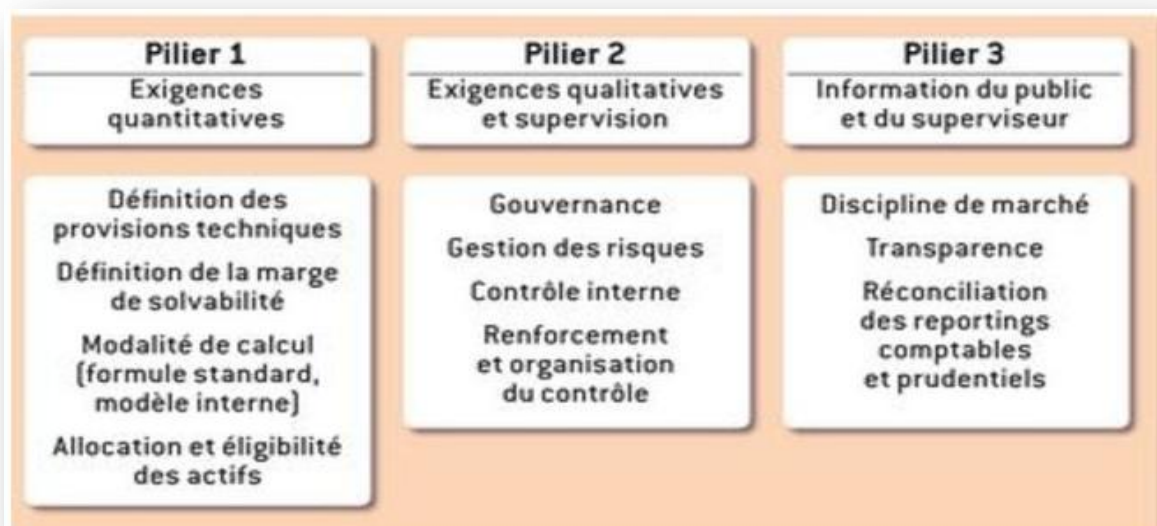 Pilier 1
Exigences
quantitatives
Définition des
provisions techniques
Définition de la marge
de solvabilité
Modalité de calcul
(formule standard,
modèle interne)
Allocation et éligibilité
des actifs
Pilier 2
Exigences qualitatives
et supervision
Gouvernance
Gestion des risques
Contrôle interne
Renforcement
et organisation
du contrôle
Pilier 3
Information du public
et du superviseur
Discipline de marché
Transparence
Réconciliation
des reportings
comptables
et prudentiels